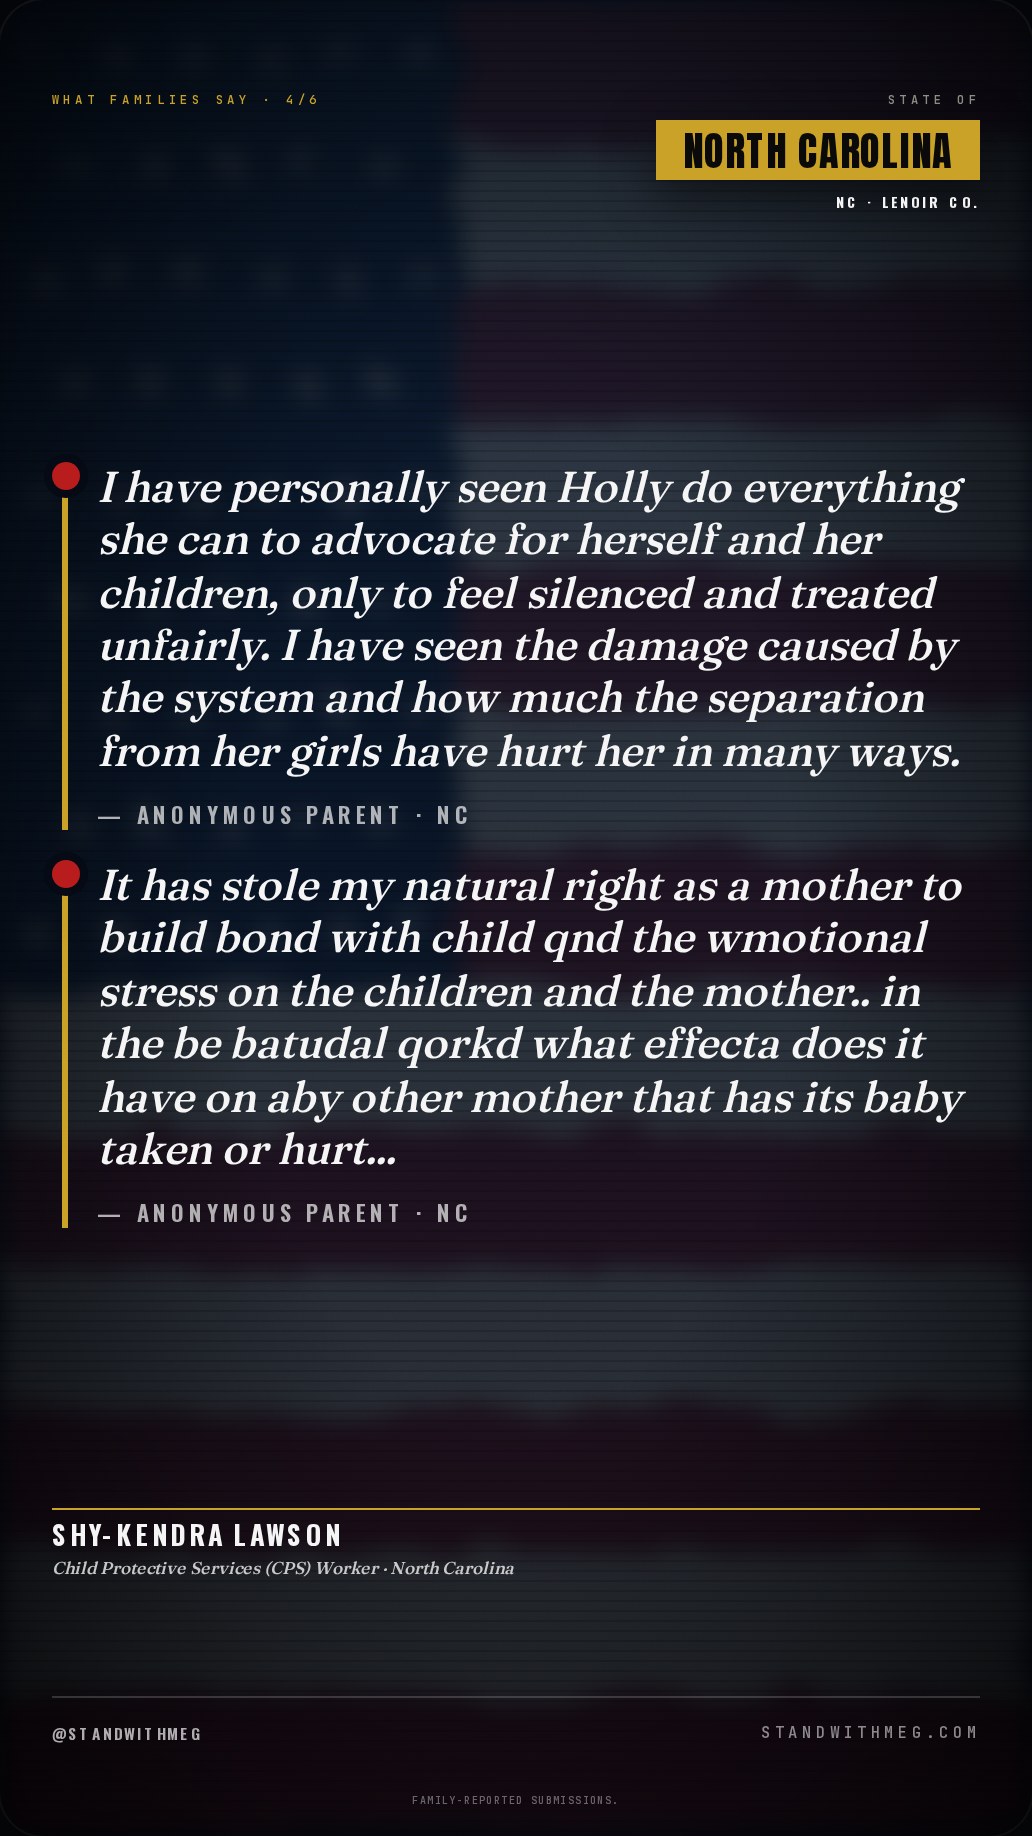 WHAT FAMILIES SAY · 4/6
STATE OF
NORTH CAROLINA
NC · LENOIR CO.
I have personally seen Holly do everything
she can to advocate for herself and her
children, only to feel silenced and treated
unfairly. I have seen the damage caused by
the system and how much the separation
from her girls have hurt her in many ways.
— ANONYMOUS PARENT · NC
It has stole my natural right as a mother to
build bond with child qnd the wmotional
stress on the children and the mother.. in
the be batudal qorkd what effecta does it
have on aby other mother that has its baby
taken or hurt...
— ANONYMOUS PARENT · NC
SHY-KENDRA LAWSON
Child Protective Services (CPS) Worker · North Carolina
@STANDWITHMEG
STANDWITHMEG.COM
FAMILY-REPORTED SUBMISSIONS.